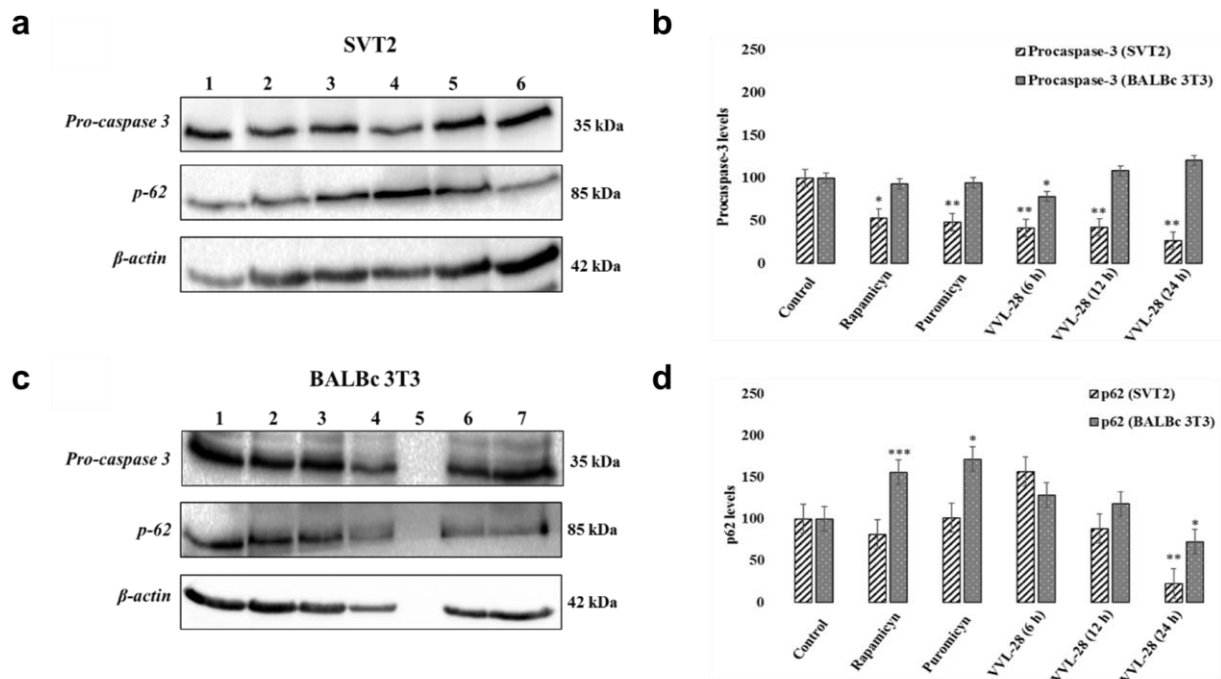 a
SVT2
1 2 3 4 5 6
Pro-caspase 3
35 kDa
p-62
85 kDa
β-actin
42 kDa
b
250
200
150
100
50
0
Procaspase-3 levels
Procaspase-3 (SVT2)
Procaspase-3 (BALBc 3T3)
* ** ** * ** **
Control
Rapamicyn
Puromicyn
VVL-28 (6 h)
VVL-28 (12 h)
VVL-28 (24 h)
c
BALBc 3T3
1 2 3 4 5 6 7
Pro-caspase 3
35 kDa
p-62
85 kDa
β-actin
42 kDa
d
250
200
150
100
50
0
p62 levels
p62 (SVT2)
p62 (BALBc 3T3)
*** * ** *
Control
Rapamicyn
Puromicyn
VVL-28 (6 h)
VVL-28 (12 h)
VVL-28 (24 h)